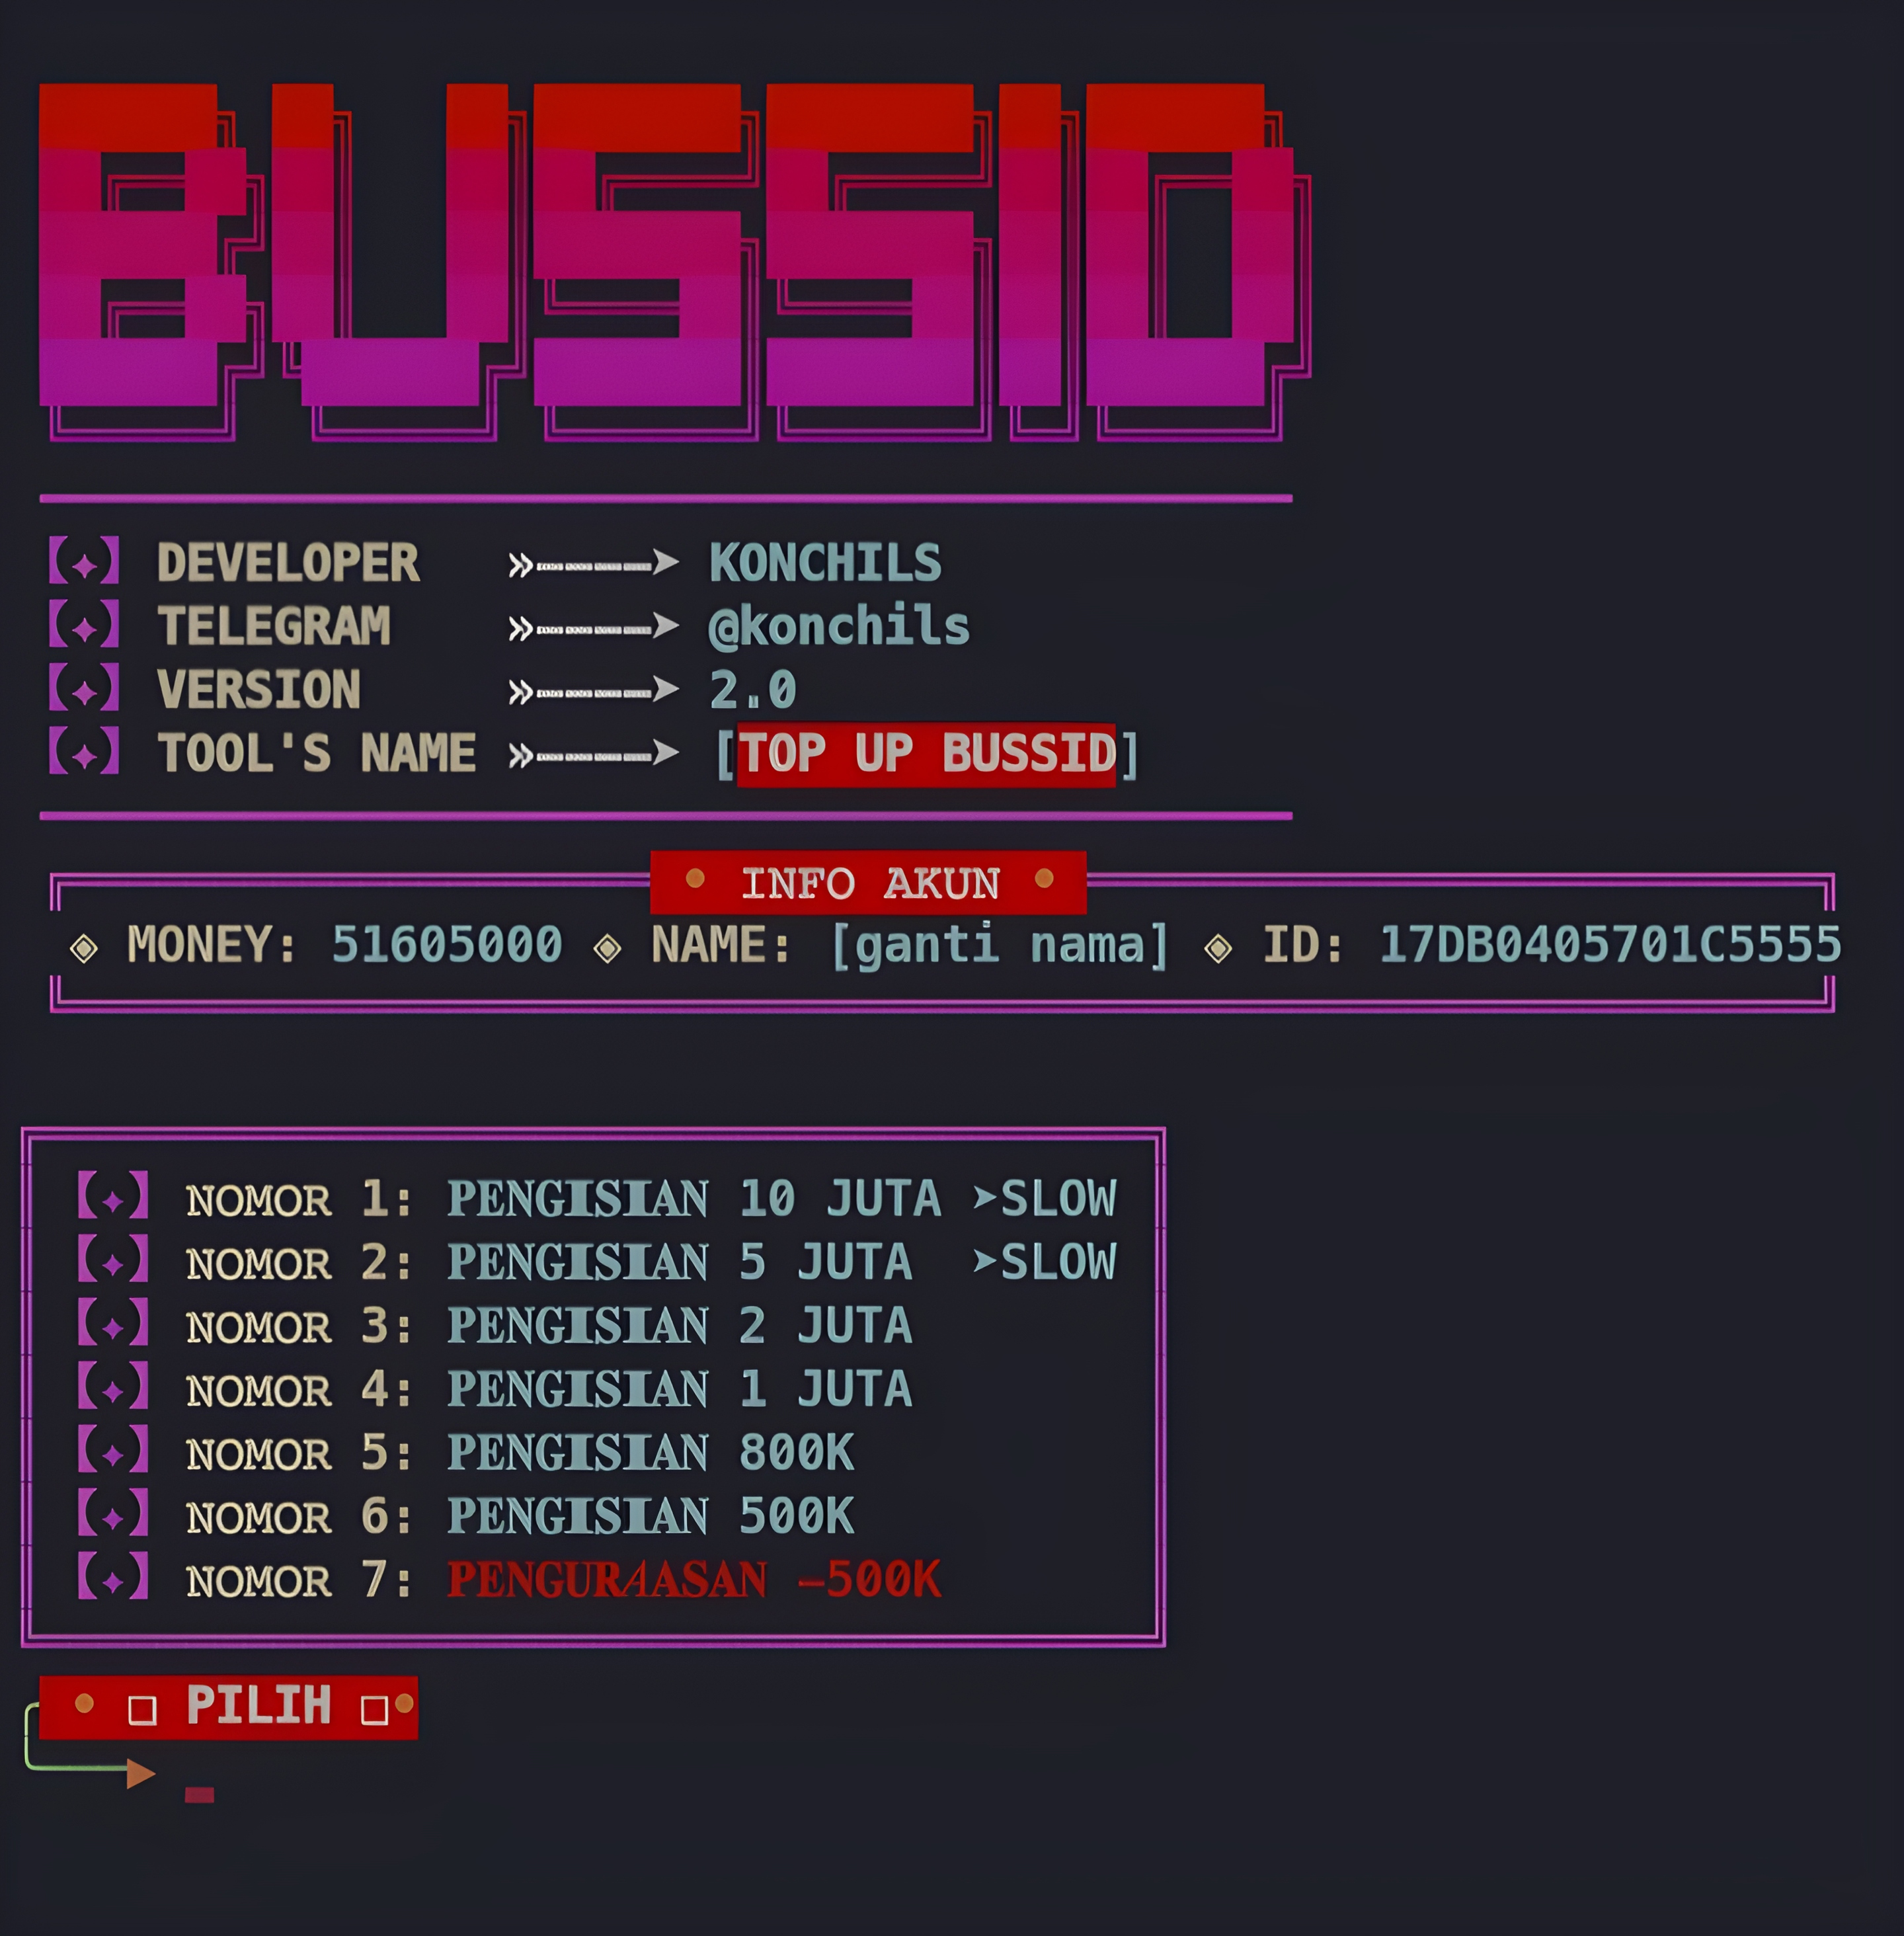 BUSSID
DEVELOPER KONCHILS
TELEGRAM @konchils
VERSION 2.0
TOOL'S NAME [TOP UP BUSSID]
INFO AKUN
MONEY: 51605000 NAME: [ganti nama] ID: 17DB0405701C5555
NOMOR 1: PENGISIAN 10 JUTA ➤SLOW
NOMOR 2: PENGISIAN 5 JUTA ➤SLOW
NOMOR 3: PENGISIAN 2 JUTA
NOMOR 4: PENGISIAN 1 JUTA
NOMOR 5: PENGISIAN 800K
NOMOR 6: PENGISIAN 500K
NOMOR 7: PENGURAASAN −500K
PILIH